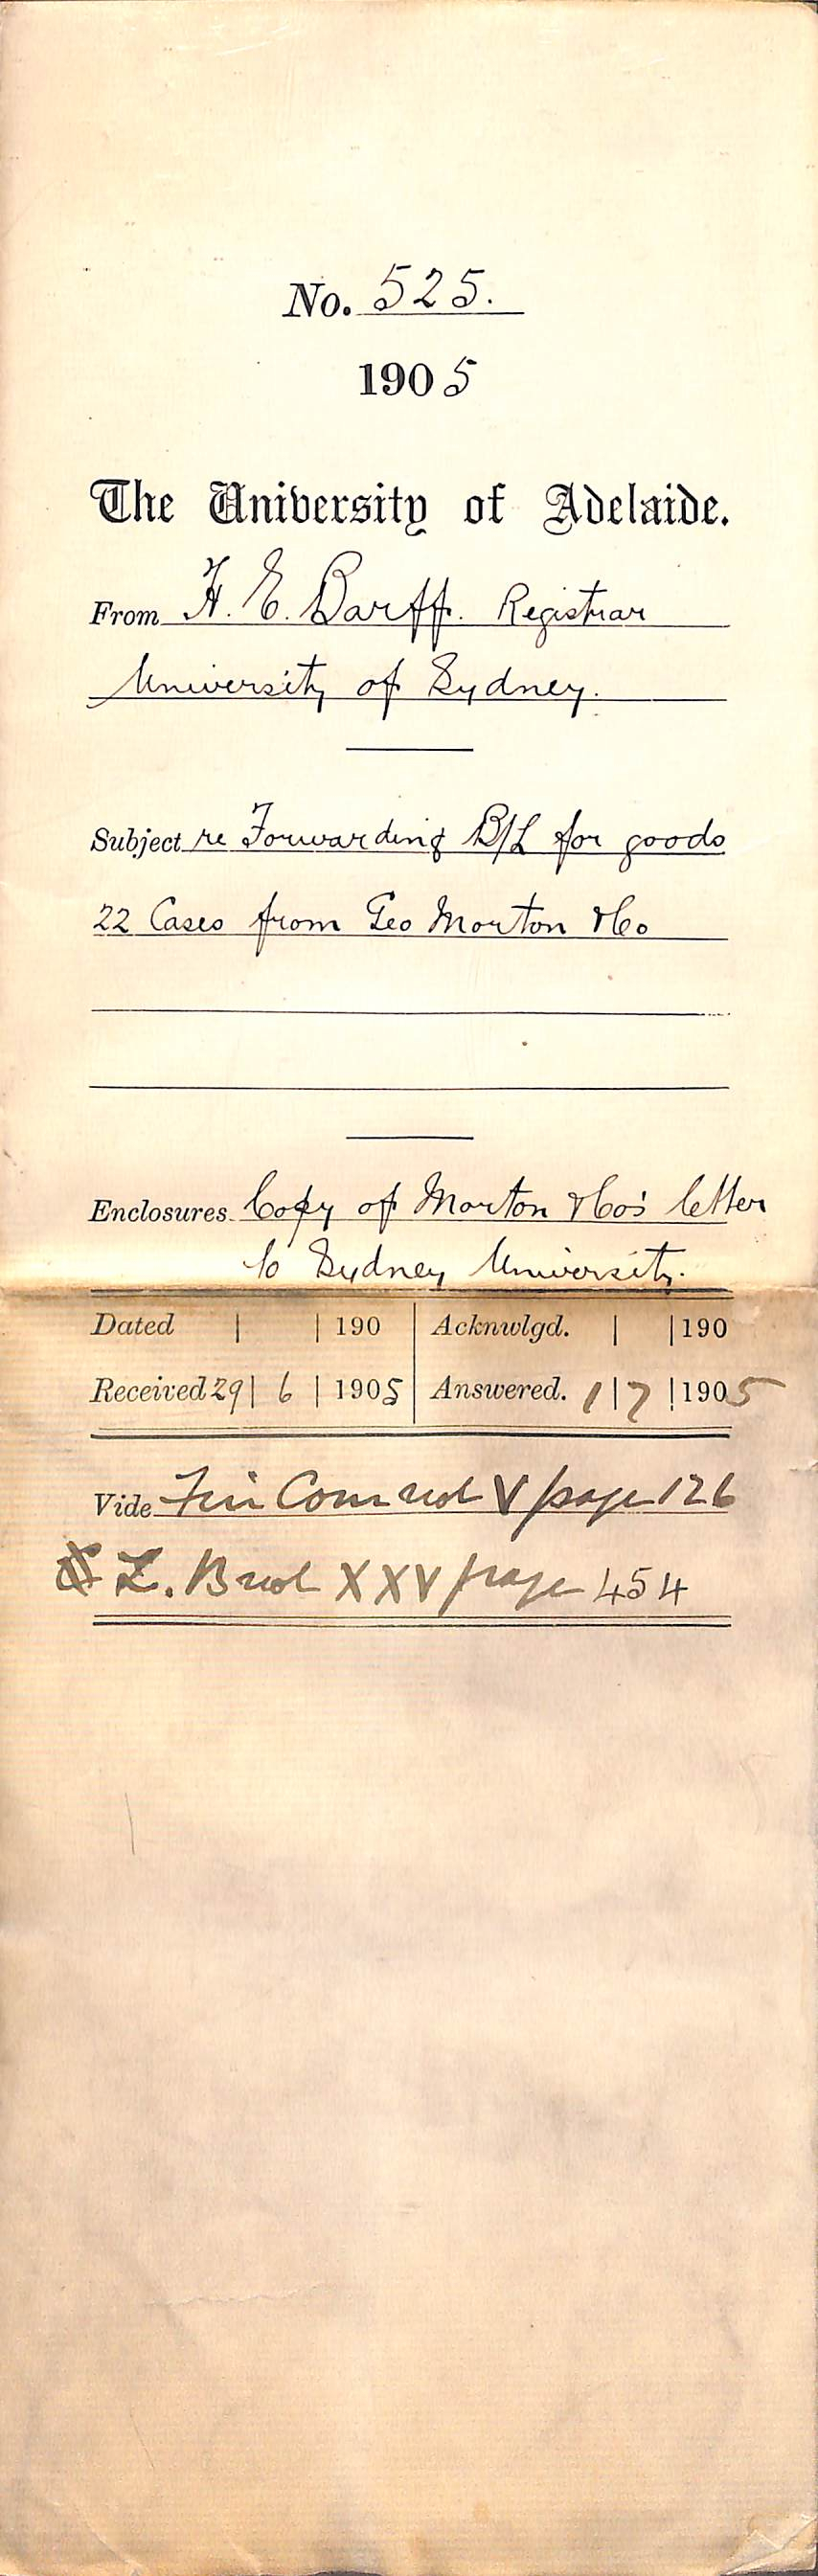 No. 525.
1905
The University of Adelaide.
From H. E. Barff. Registrar
University of Sydney.
Subject re Forwarding B/L for goods
22 Cases from Geo Morton & Co
Enclosures. Copy of Morton & Co's letter
to Sydney University.
Dated | | 190 | Acknwlgd. | | 190
Received 29 | 6 | 1905 | Answered. 1 | 7 | 1905
Vide Fin Com vol V page 126
L. B vol XXV page 454